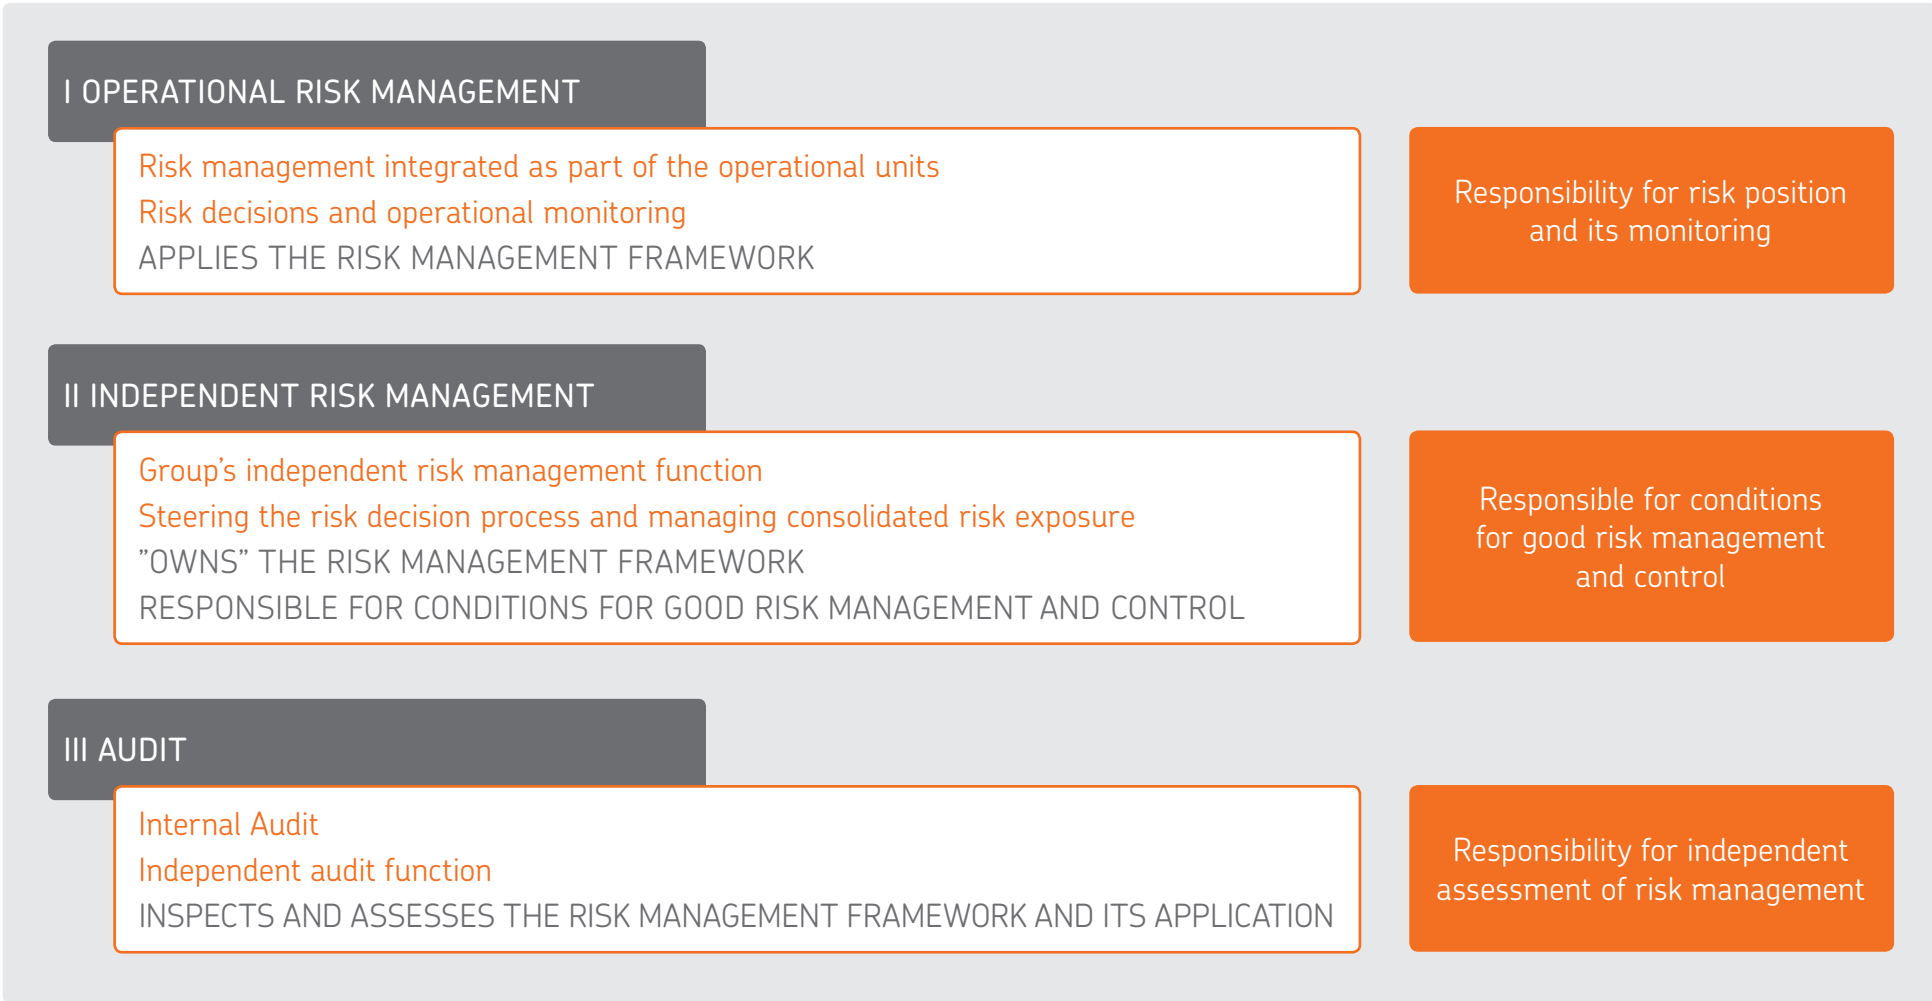 I OPERATIONAL RISK MANAGEMENT
Risk management integrated as part of the operational units
Risk decisions and operational monitoring
APPLIES THE RISK MANAGEMENT FRAMEWORK
Responsibility for risk position
and its monitoring
II INDEPENDENT RISK MANAGEMENT
Group’s independent risk management function
Steering the risk decision process and managing consolidated risk exposure
”OWNS” THE RISK MANAGEMENT FRAMEWORK
RESPONSIBLE FOR CONDITIONS FOR GOOD RISK MANAGEMENT AND CONTROL
Responsible for conditions
for good risk management
and control
III AUDIT
Internal Audit
Independent audit function
INSPECTS AND ASSESSES THE RISK MANAGEMENT FRAMEWORK AND ITS APPLICATION
Responsibility for independent
assessment of risk management